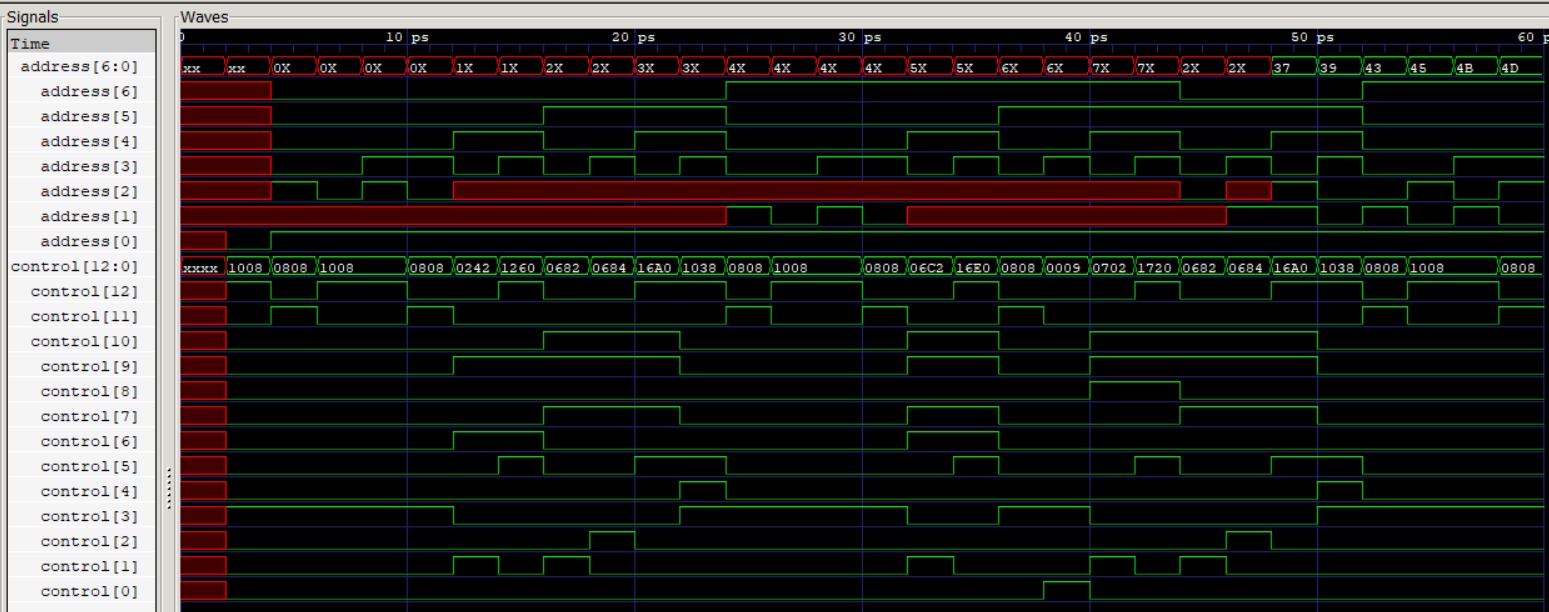 Signals
Waves
Time
0 10 ps 20 ps 30 ps 40 ps 50 ps 60 p
address[6:0] xx xx 0X 0X 0X 0X 1X 1X 2X 2X 3X 3X 4X 4X 4X 4X 5X 5X 6X 6X 7X 7X 2X 2X 37 39 43 45 4B 4D
address[6]
address[5]
address[4]
address[3]
address[2]
address[1]
address[0]
control[12:0] xxxx 1008 0808 1008 0808 0242 1260 0682 0684 16A0 1038 0808 1008 0808 06C2 16E0 0808 0009 0702 1720 0682 0684 16A0 1038 0808 1008 0808
control[12]
control[11]
control[10]
control[9]
control[8]
control[7]
control[6]
control[5]
control[4]
control[3]
control[2]
control[1]
control[0]